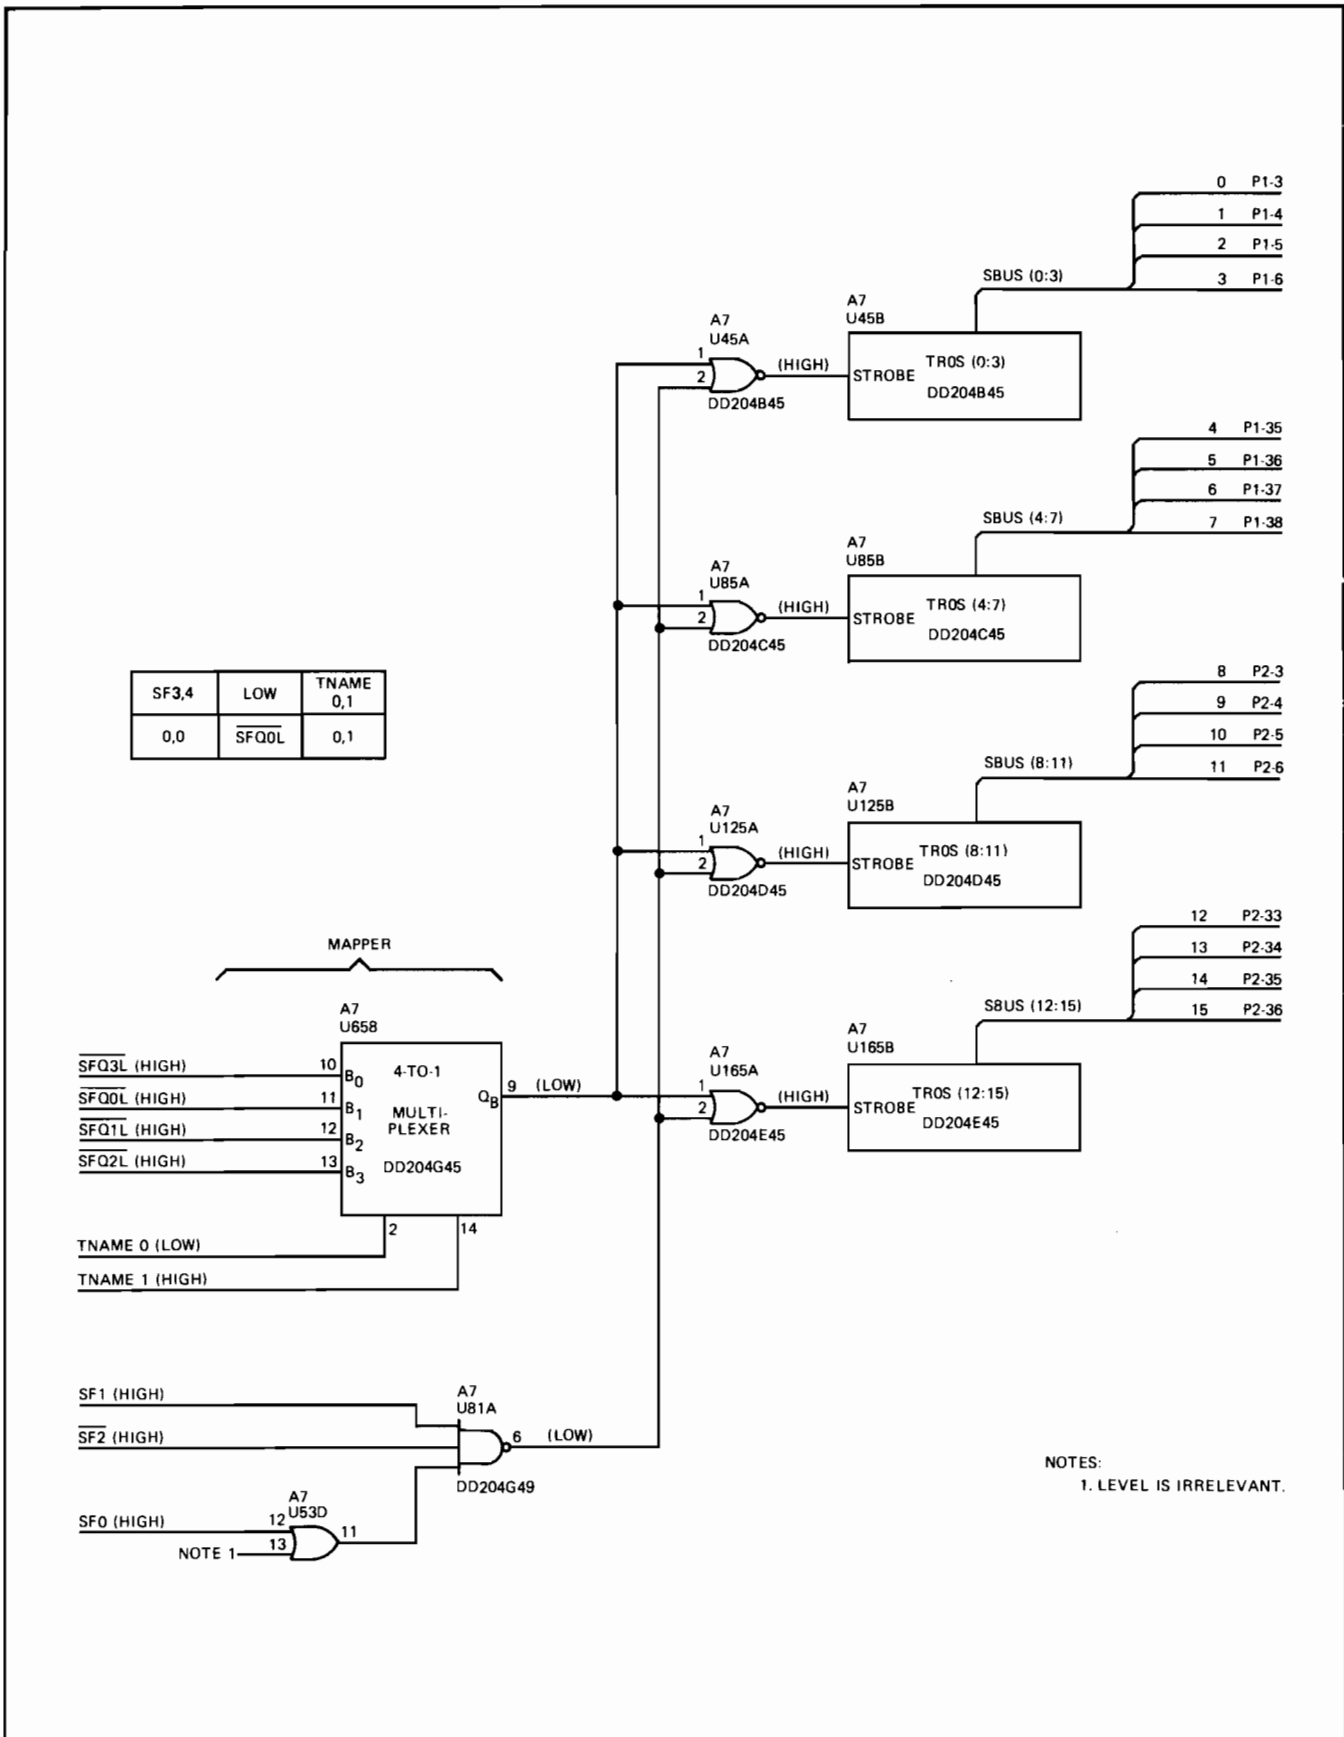 0 P1-3
1 P1-4
2 P1-5
SBUS (0:3)
3 P1-6
A7
U45B
A7
U45A
1
2
(HIGH)
STROBE
TROS (0:3)
DD204B45
DD204B45
4 P1-35
5 P1-36
6 P1-37
SBUS (4:7)
7 P1-38
A7
U85B
A7
U85A
1
2
(HIGH)
STROBE
TROS (4:7)
DD204C45
DD204C45
SF3,4 LOW TNAME 0,1
0,0 SFQ0L 0,1
8 P2-3
9 P2-4
10 P2-5
SBUS (8:11)
11 P2-6
A7
U125B
A7
U125A
1
2
(HIGH)
STROBE
TROS (8:11)
DD204D45
DD204D45
12 P2-33
13 P2-34
14 P2-35
S8US (12:15)
15 P2-36
A7
U165B
A7
U165A
1
2
(HIGH)
STROBE
TROS (12:15)
DD204E45
DD204E45
MAPPER
A7
U658
SFQ3L (HIGH) 10 B0
SFQ0L (HIGH) 11 B1
SFQ1L (HIGH) 12 B2
SFQ2L (HIGH) 13 B3
4-TO-1
MULTI-
PLEXER
DD204G45
QB 9 (LOW)
2
14
TNAME 0 (LOW)
TNAME 1 (HIGH)
SF1 (HIGH)
SF2 (HIGH)
A7
U81A
6 (LOW)
DD204G49
SF0 (HIGH)
A7
U53D
12
13
11
NOTE 1
NOTES:
1. LEVEL IS IRRELEVANT.